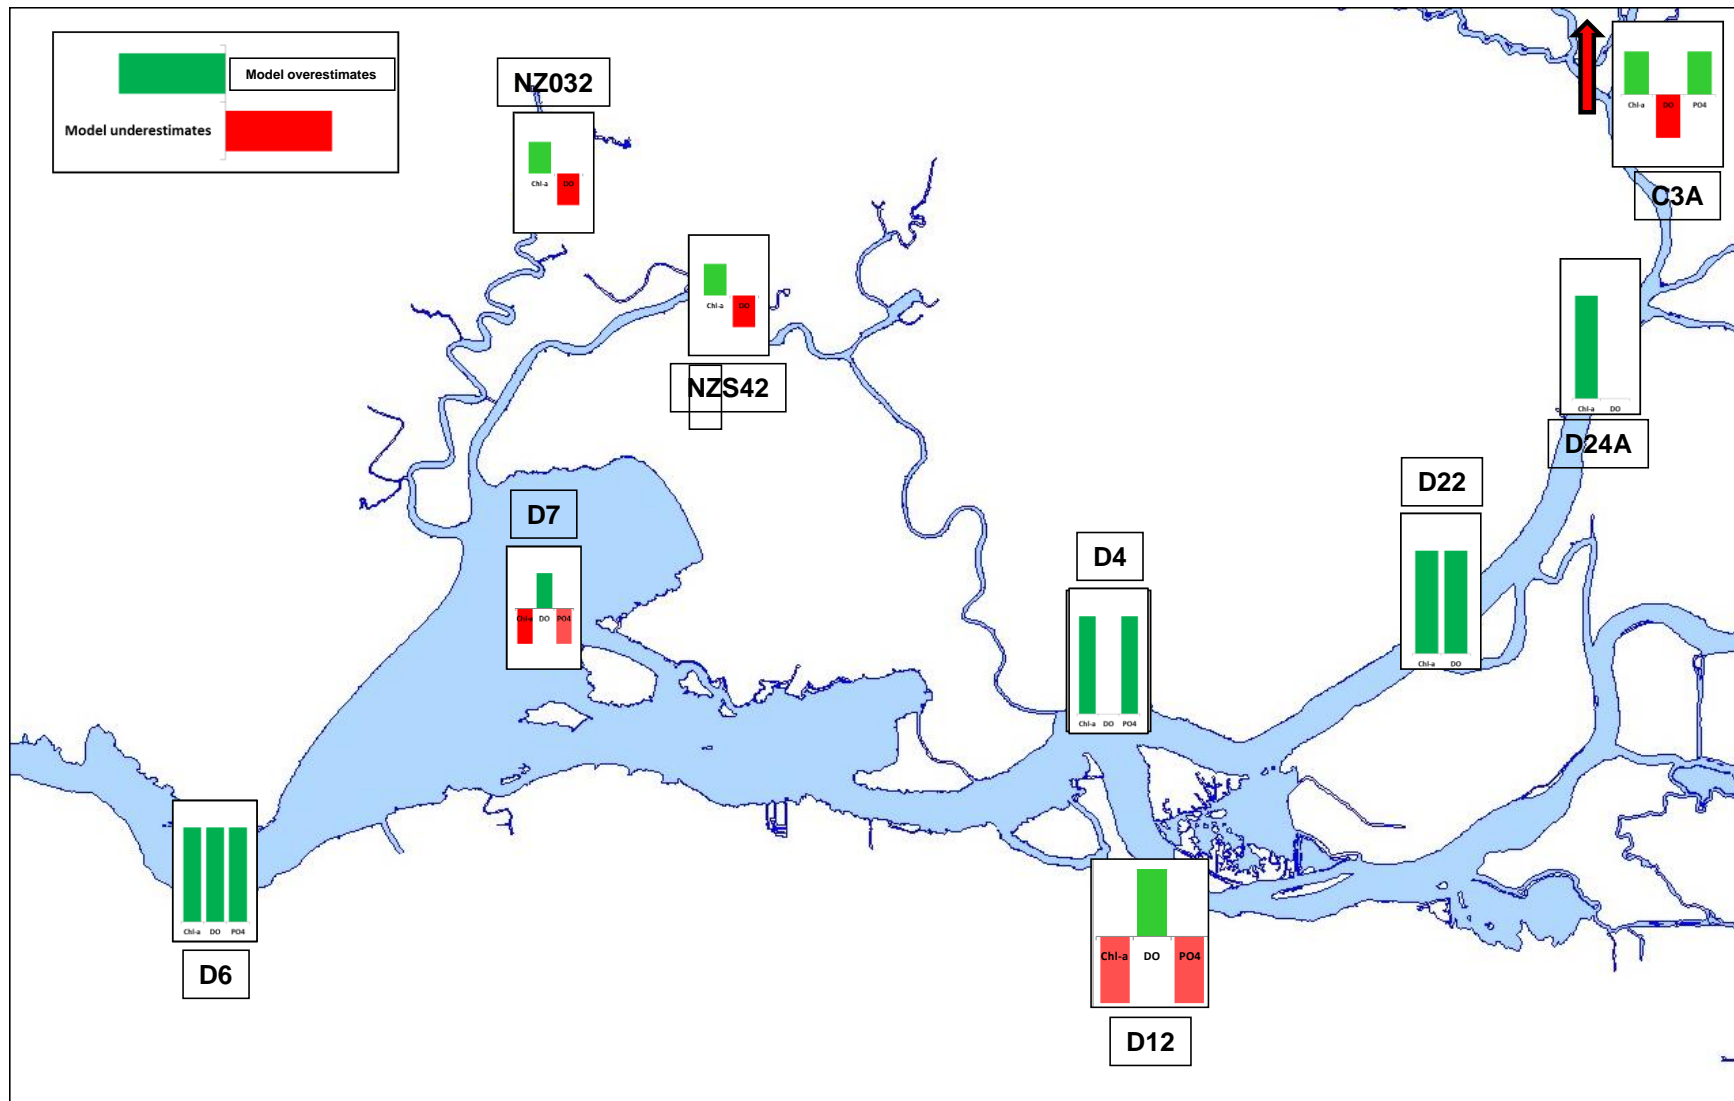 Model overestimates
Model underestimates
NZ032
Chl-a DO
Chl-a DO PO4
C3A
Chl-a DO
NZS42
Chl-a DO
D24A
D22
Chl-a DO
D7
Chl-a DO PO4
D4
Chl-a DO PO4
Chl-a DO PO4
D6
Chl-a DO PO4
D12